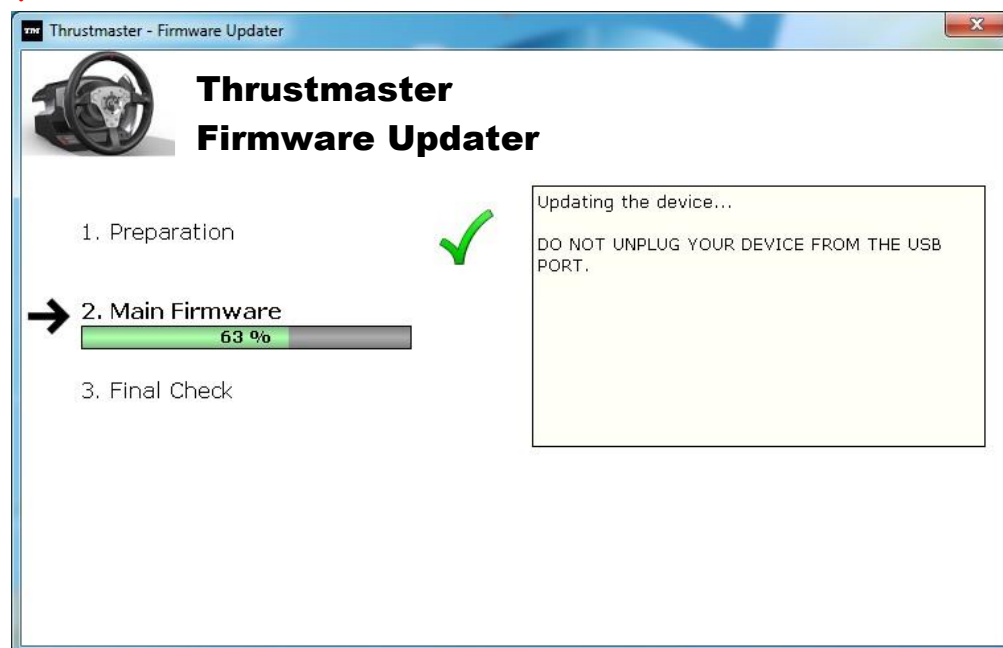 TM Thrustmaster - Firmware Updater
Thrustmaster
Firmware Updater
1. Preparation
2. Main Firmware
63 %
3. Final Check
Updating the device...
DO NOT UNPLUG YOUR DEVICE FROM THE USB
PORT.